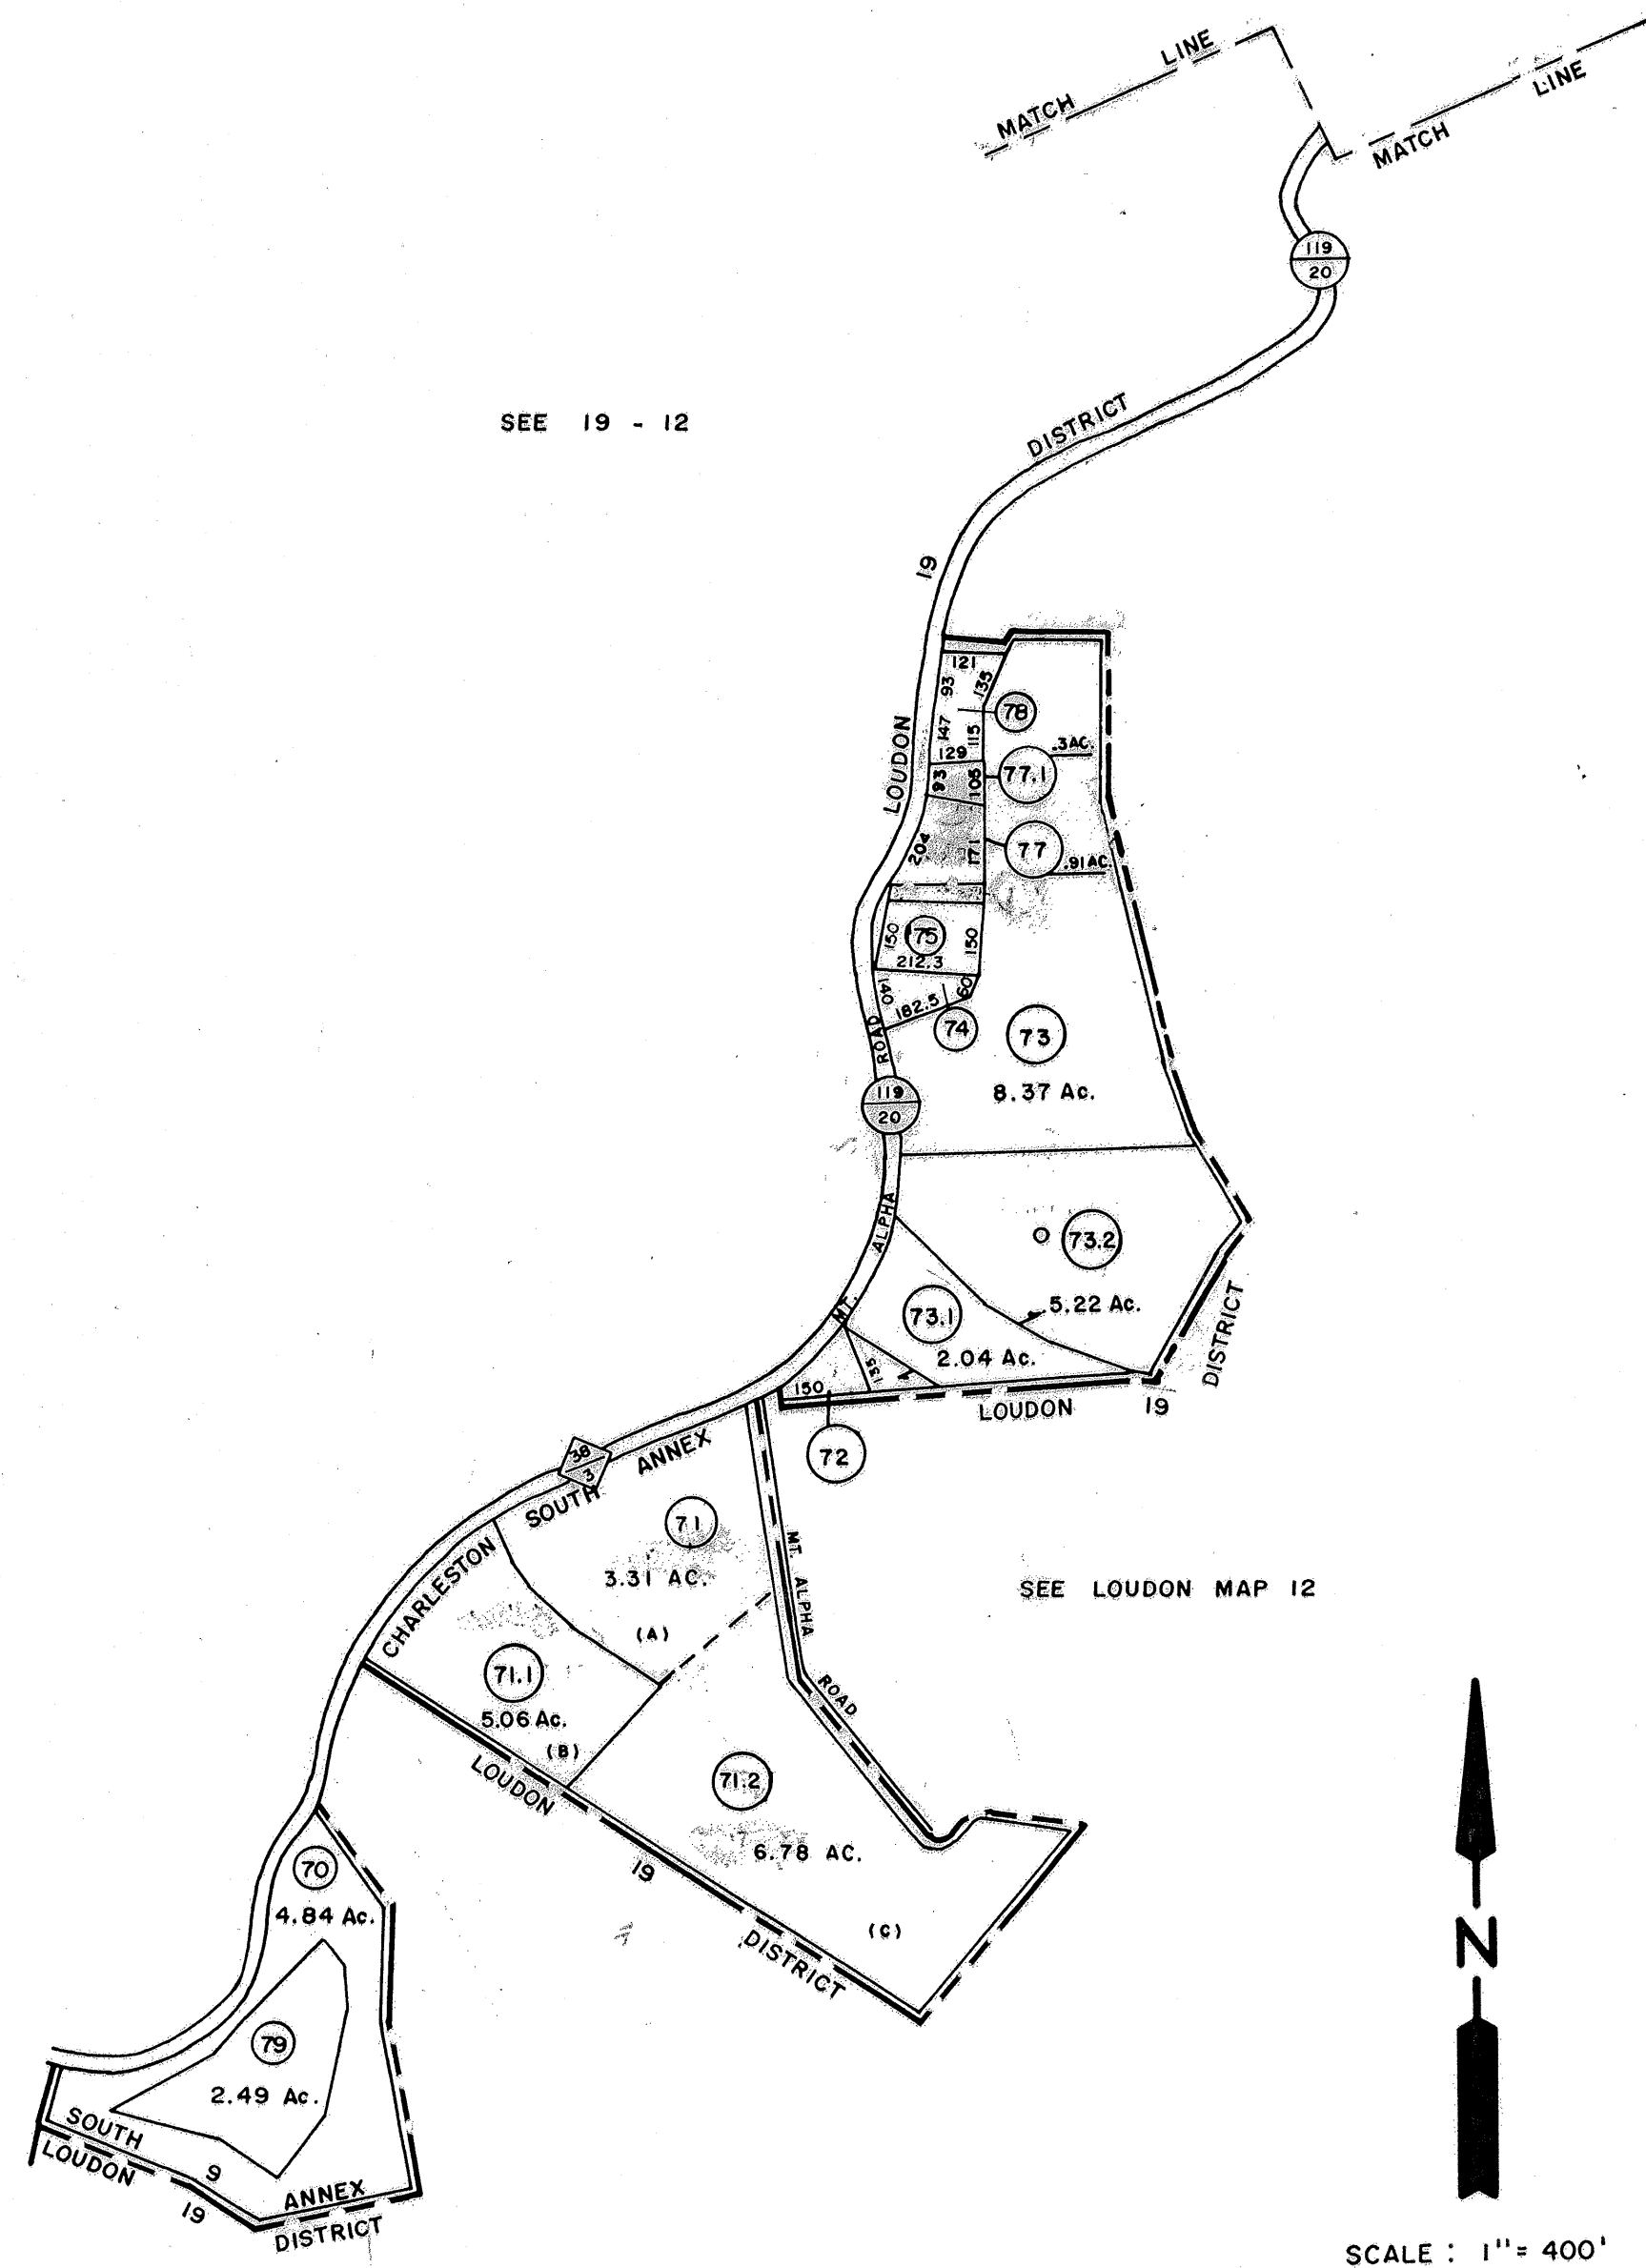 MATCH LINE
MATCH LINE
119
20
SEE 19 - 12
DISTRICT
19
LOUDON
121
93
135
78
147
115
129
.3AC.
77.1
93
105
204
171
77
.91AC.
150
75
150
212.3
140
182.5
60
74
73
8.37 Ac.
ROAD
119
20
ALPHA
73.2
5.22 Ac.
MT.
73.1
2.04 Ac.
135
150
DISTRICT
LOUDON 19
72
38
3
SOUTH ANNEX
71
3.31 AC.
(A)
CHARLESTON
MT. ALPHA ROAD
SEE LOUDON MAP 12
71.1
5.06 Ac.
(B)
LOUDON 19 DISTRICT
71.2
6.78 AC.
(C)
70
4.84 Ac.
79
2.49 Ac.
SOUTH 9 ANNEX
LOUDON 19 DISTRICT
N
SCALE : 1" = 400'